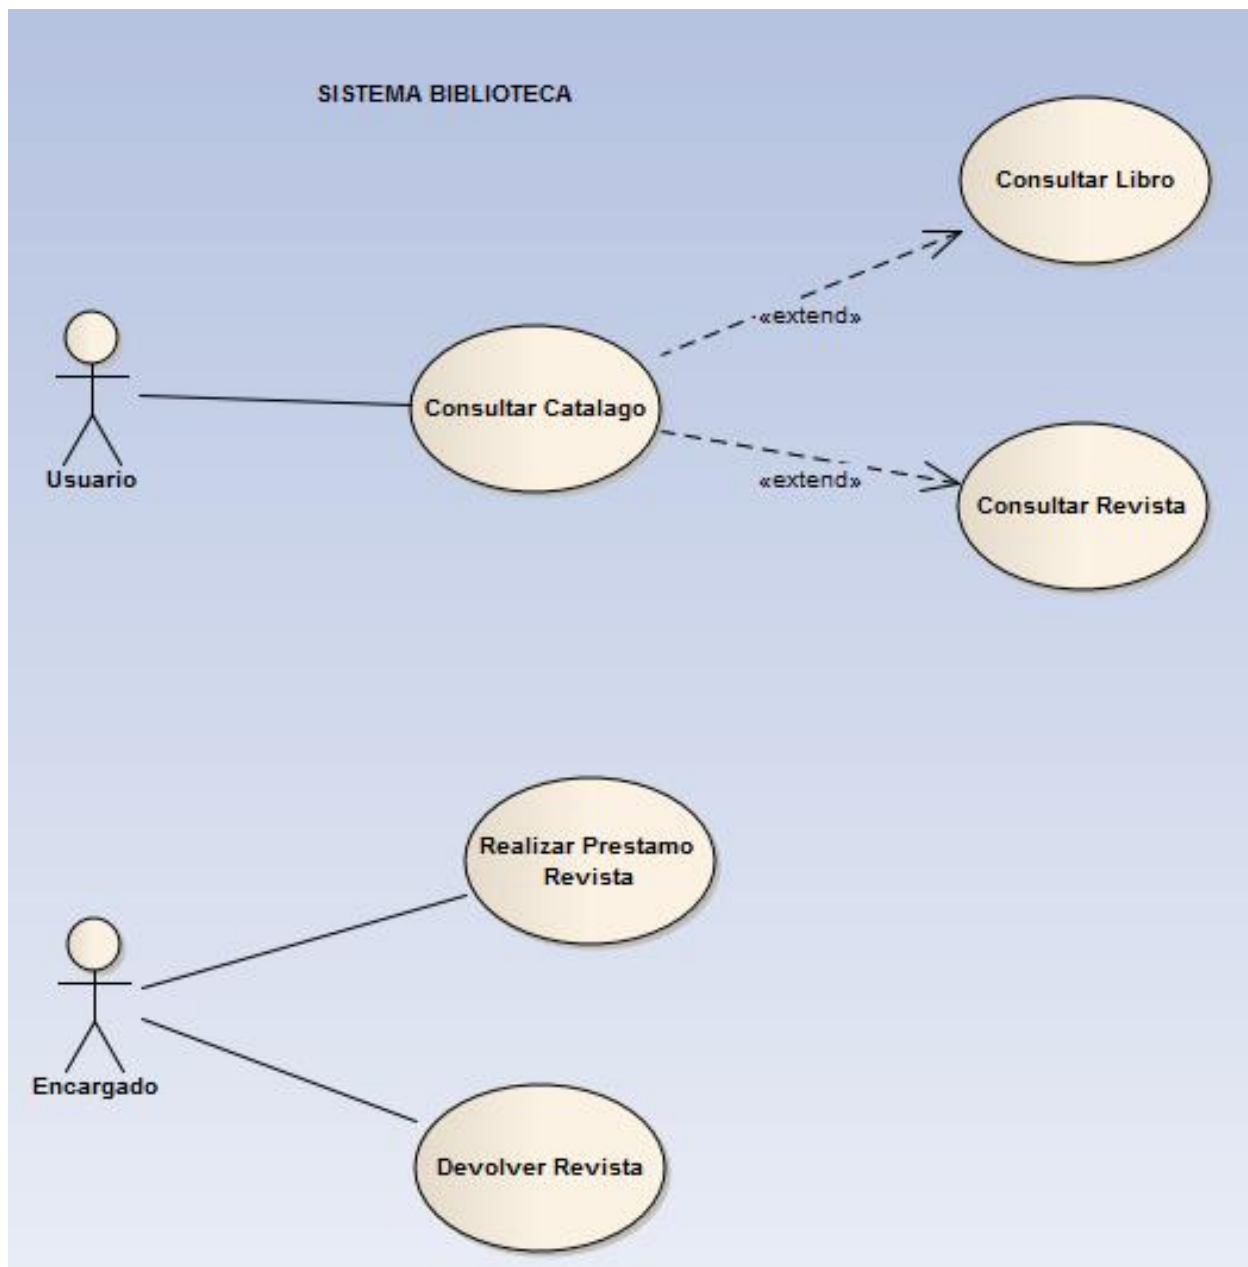 SISTEMA BIBLIOTECA
Consultar Libro
«extend»
Consultar Catalago
Usuario
«extend»
Consultar Revista
Realizar Prestamo
Revista
Encargado
Devolver Revista